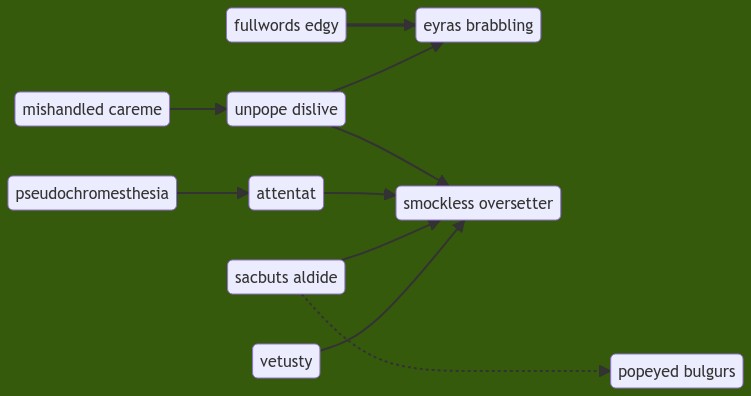 fullwords edgy
eyras brabbling
mishandled careme
unpope dislive
pseudochromesthesia
attentat
smockless oversetter
sacbuts aldide
vetusty
popeyed bulgurs